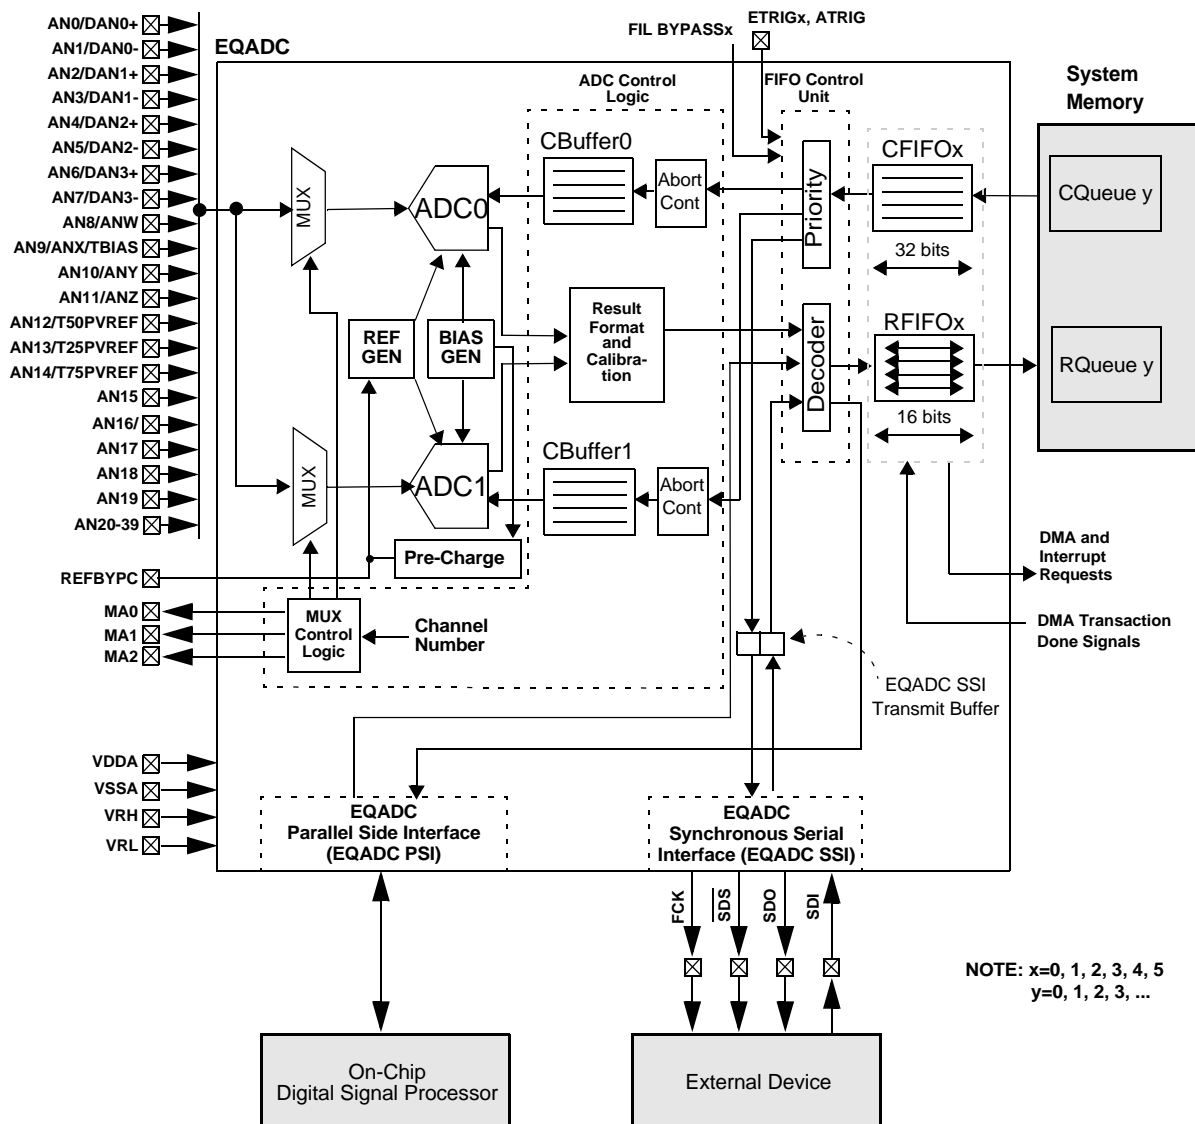 AN0/DAN0+
AN1/DAN0-
AN2/DAN1+
AN3/DAN1-
AN4/DAN2+
AN5/DAN2-
AN6/DAN3+
AN7/DAN3-
AN8/ANW
AN9/ANX/TBIAS
AN10/ANY
AN11/ANZ
AN12/T50PVREF
AN13/T25PVREF
AN14/T75PVREF
AN15
AN16/
AN17
AN18
AN19
AN20-39
REFBYPC
MA0
MA1
MA2
VDDA
VSSA
VRH
VRL
EQADC
FIL BYPASSx
ETRIGx, ATRIG
ADC Control
Logic
FIFO Control
Unit
System
Memory
MUX
ADC0
CBuffer0
Abort
Cont
Priority
CFIFOx
32 bits
CQueue y
REF
GEN
BIAS
GEN
Result
Format
and
Calibra-
tion
Decoder
RFIFOx
16 bits
RQueue y
MUX
ADC1
CBuffer1
Abort
Cont
Pre-Charge
MUX
Control
Logic
Channel
Number
DMA and
Interrupt
Requests
DMA Transaction
Done Signals
EQADC SSI
Transmit Buffer
EQADC
Parallel Side Interface
(EQADC PSI)
EQADC
Synchronous Serial
Interface (EQADC SSI)
FCK
SDS
SDO
SDI
NOTE: x=0, 1, 2, 3, 4, 5
y=0, 1, 2, 3, ...
On-Chip
Digital Signal Processor
External Device